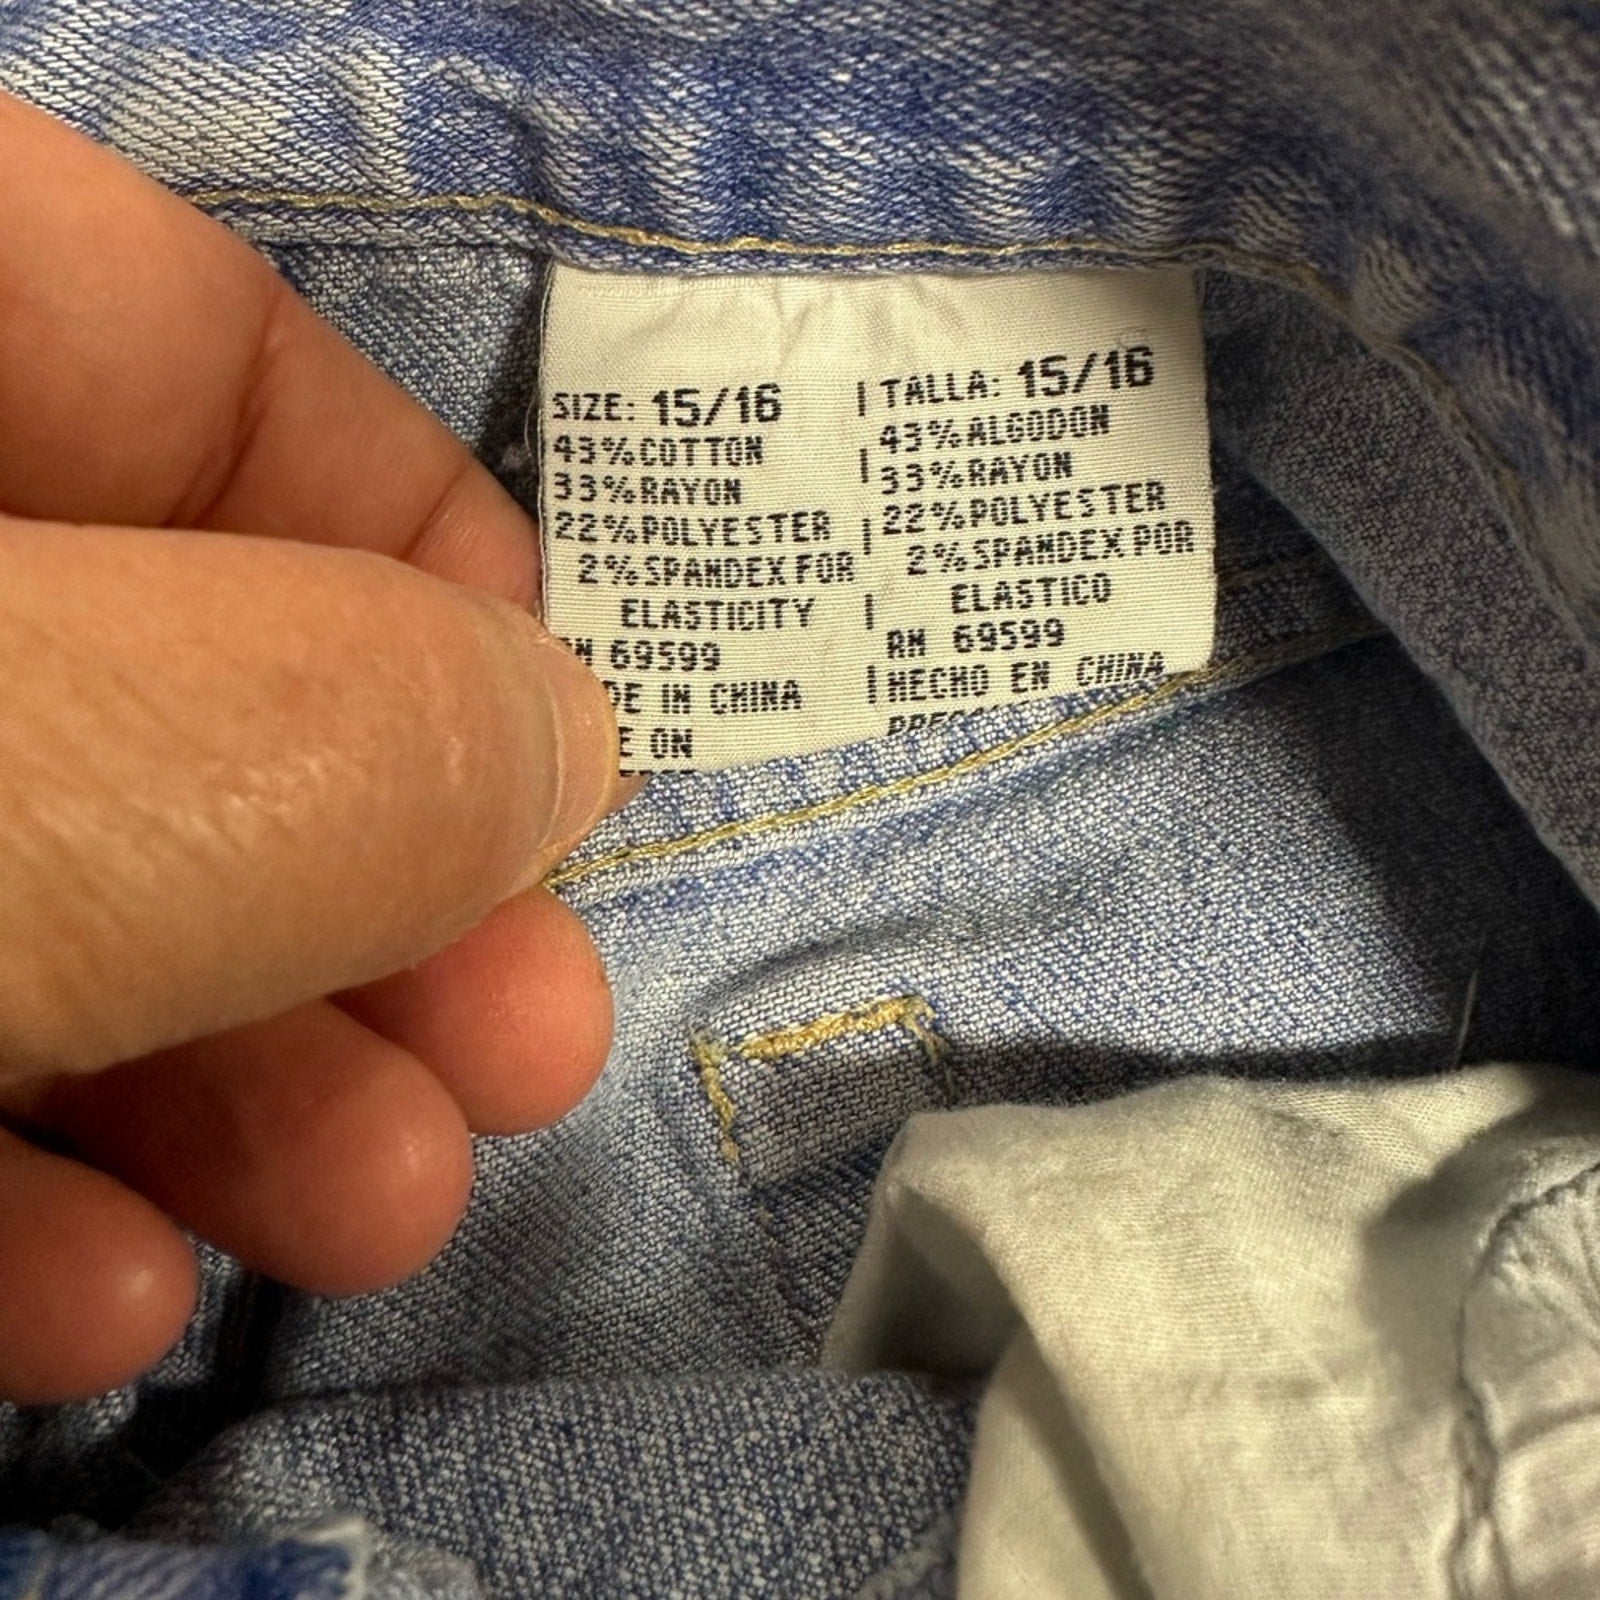 SIZE: 15/16
43%COTTON
33%RAYON
22%POLYESTER
2%SPANDEX FOR
ELASTICITY
69599
IN CHINA
ON
TALLA: 15/16
43%ALGODON
33%RAYON
22%POLYESTER
2%SPANDEX POR
ELASTICO
RN 69599
HECHO EN CHINA